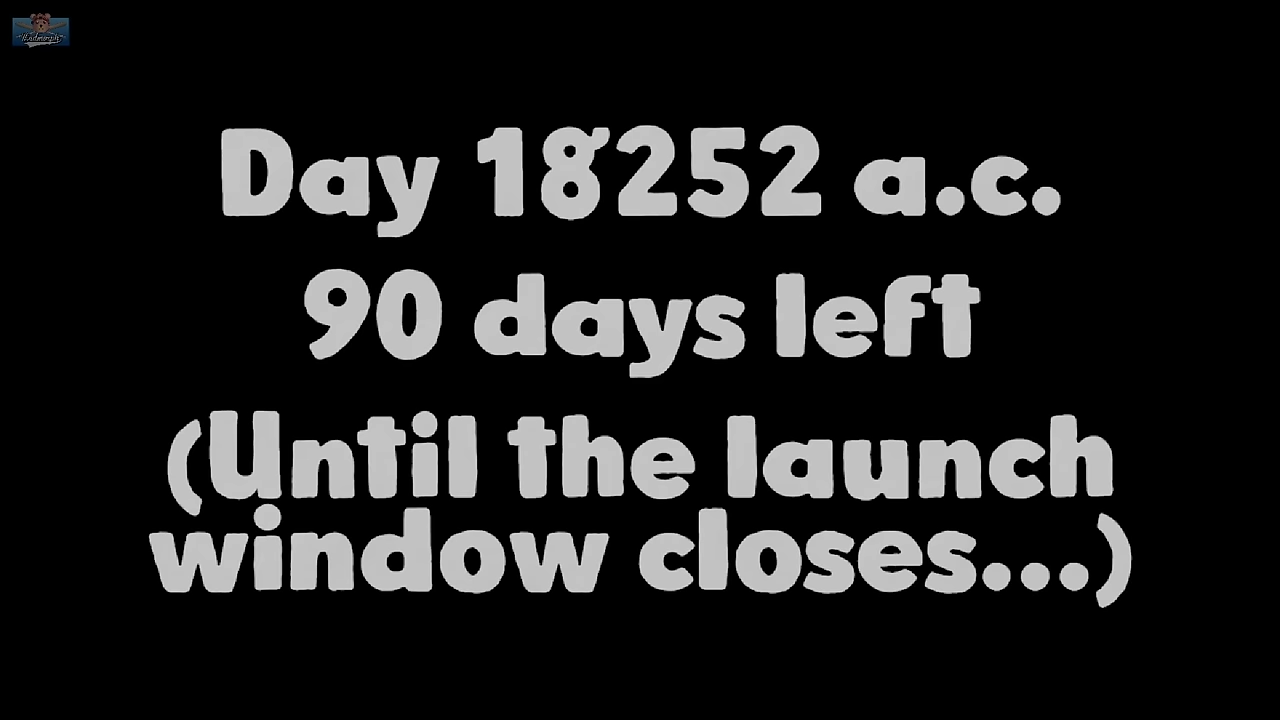 Day 18252 a.c.
90 days left
(Until the launch
window closes...)